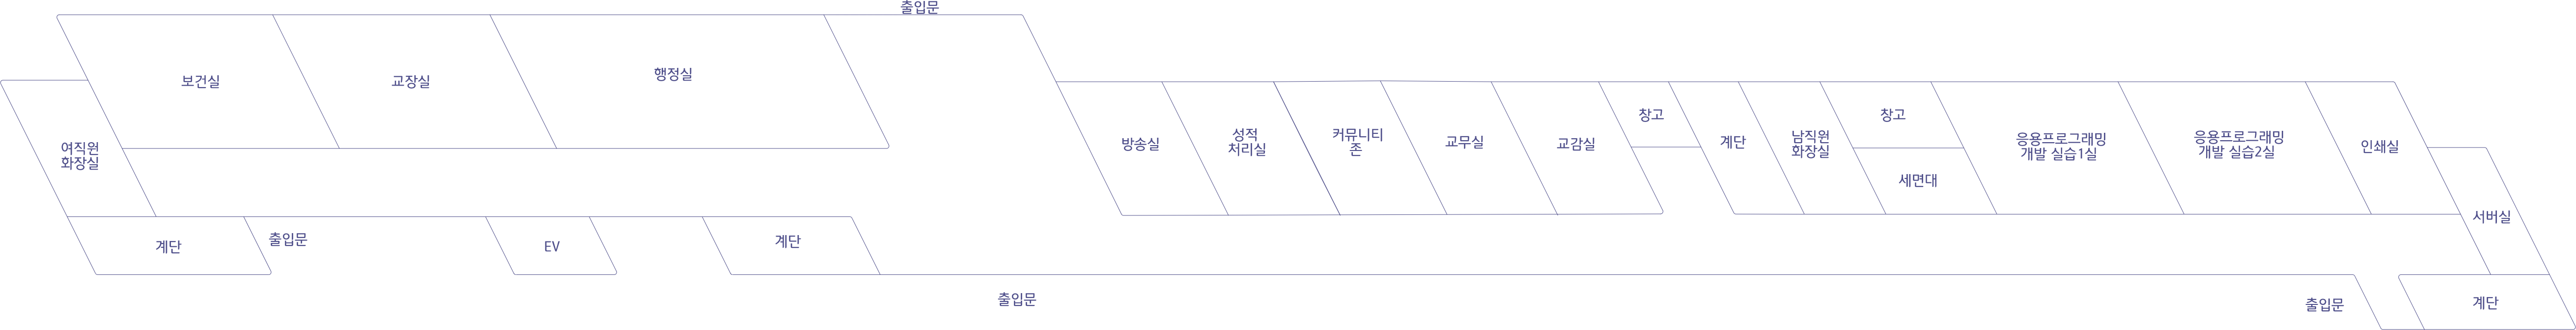 출입문
보건실
교장실
행정실
여직원
화장실
방송실
성적
처리실
커뮤니티
존
교무실
교감실
창고
계단
남직원
화장실
창고
세면대
응용프로그래밍
개발 실습1실
응용프로그래밍
개발 실습2실
인쇄실
서버실
계단
출입문
EV
계단
출입문
출입문
계단